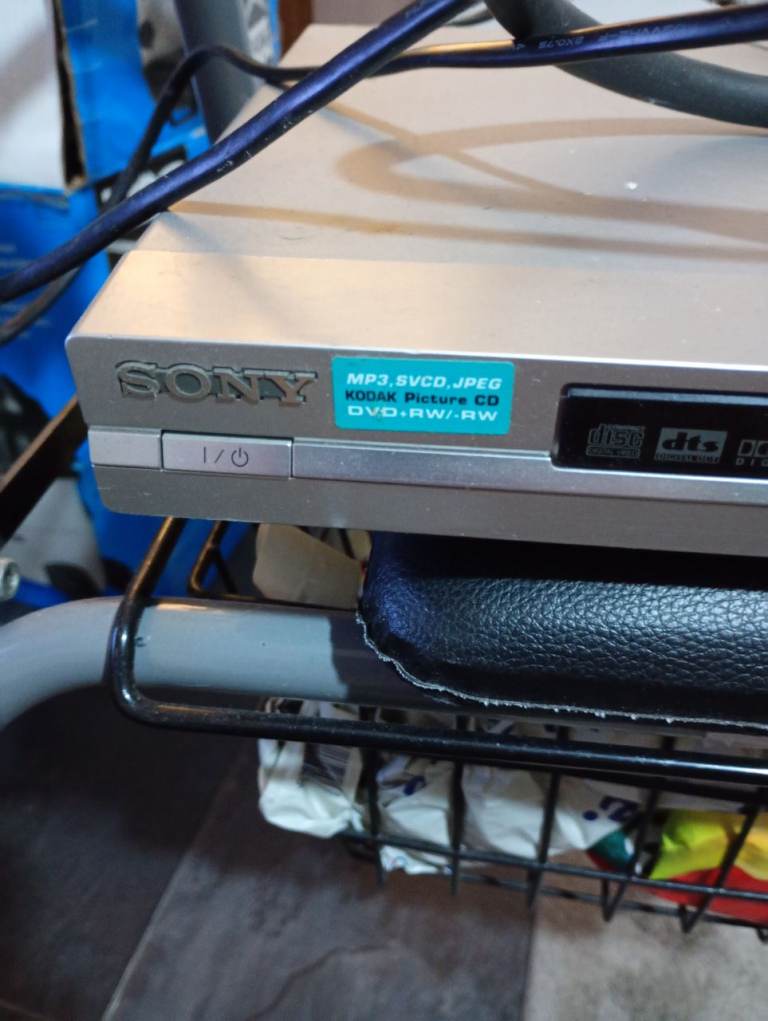 SONY
MP3, SVCD, JPEG
KODAK Picture CD
DVD+RW/-RW
I/⏻
disc
dts